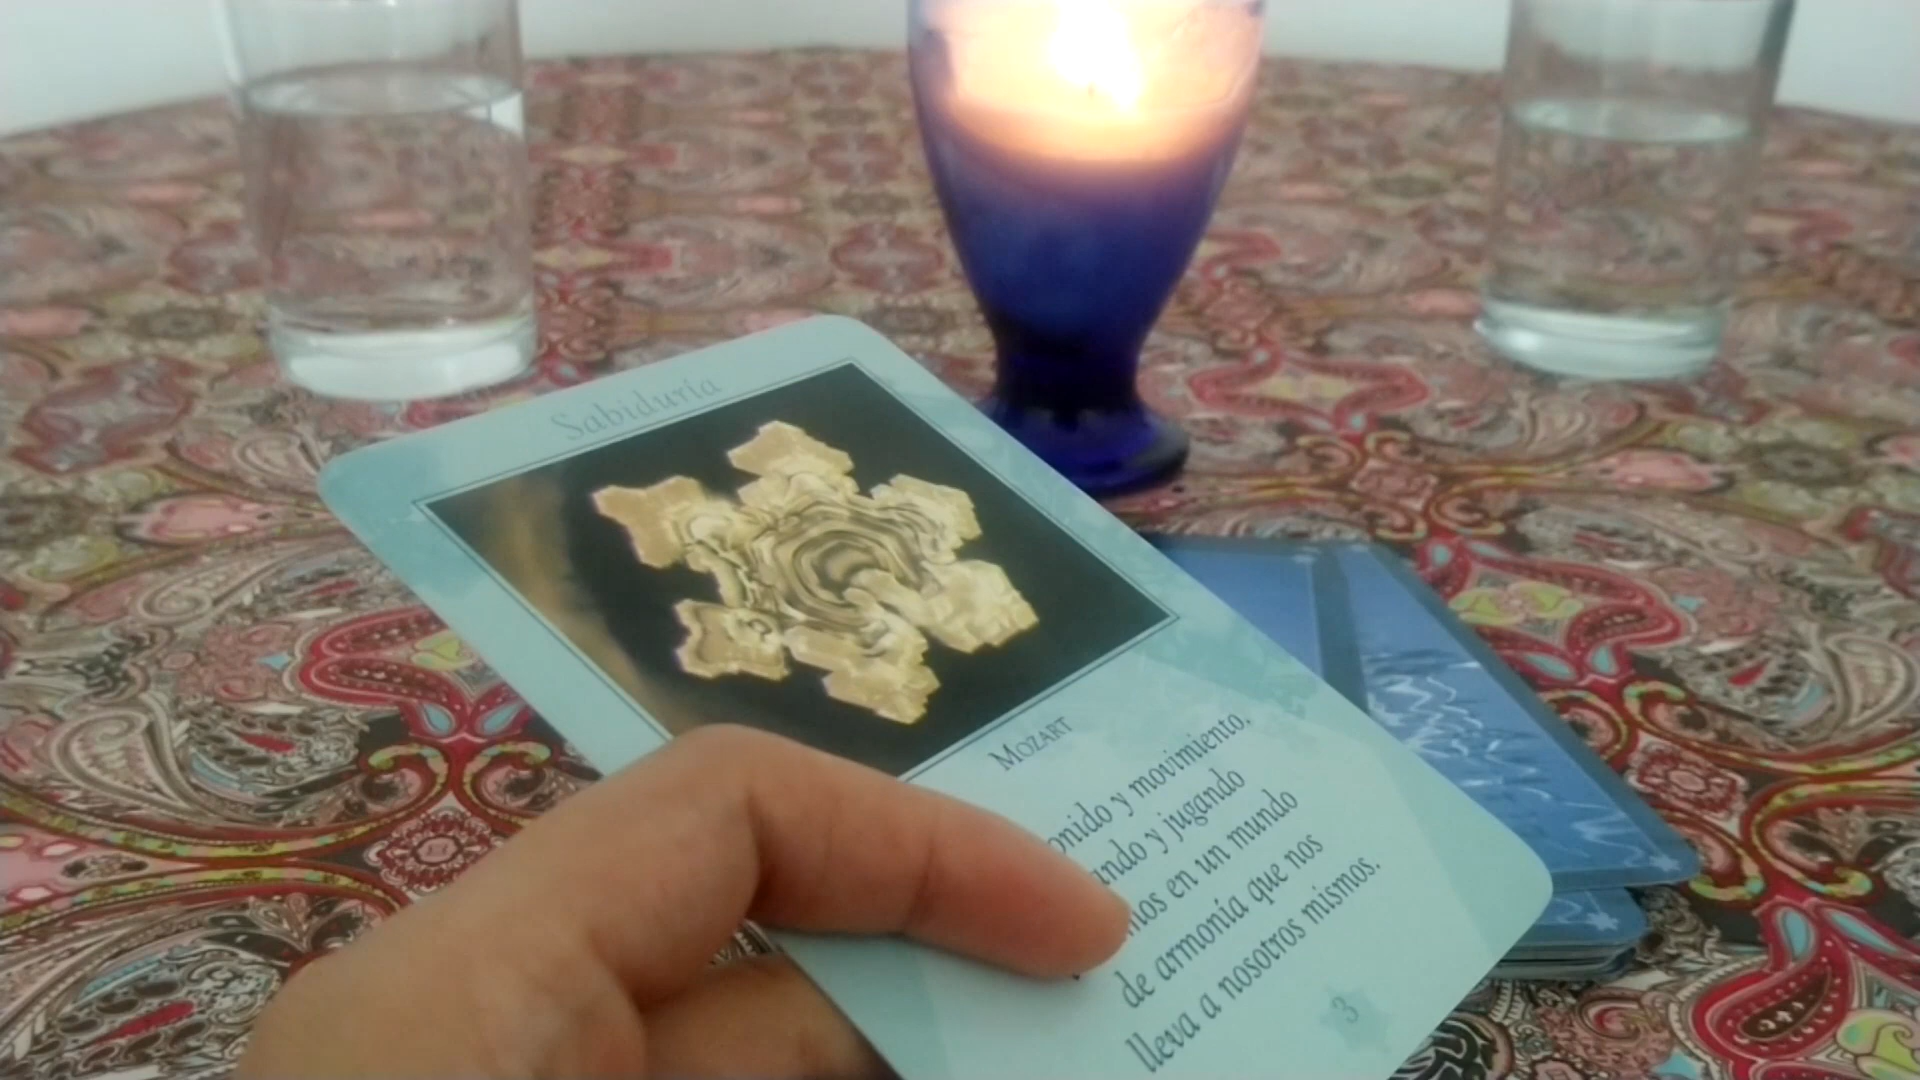 Sabiduría
MOZART
onido y movimiento,
ando y jugando
mos en un mundo
de armonía que nos
lleva a nosotros mismos.
3